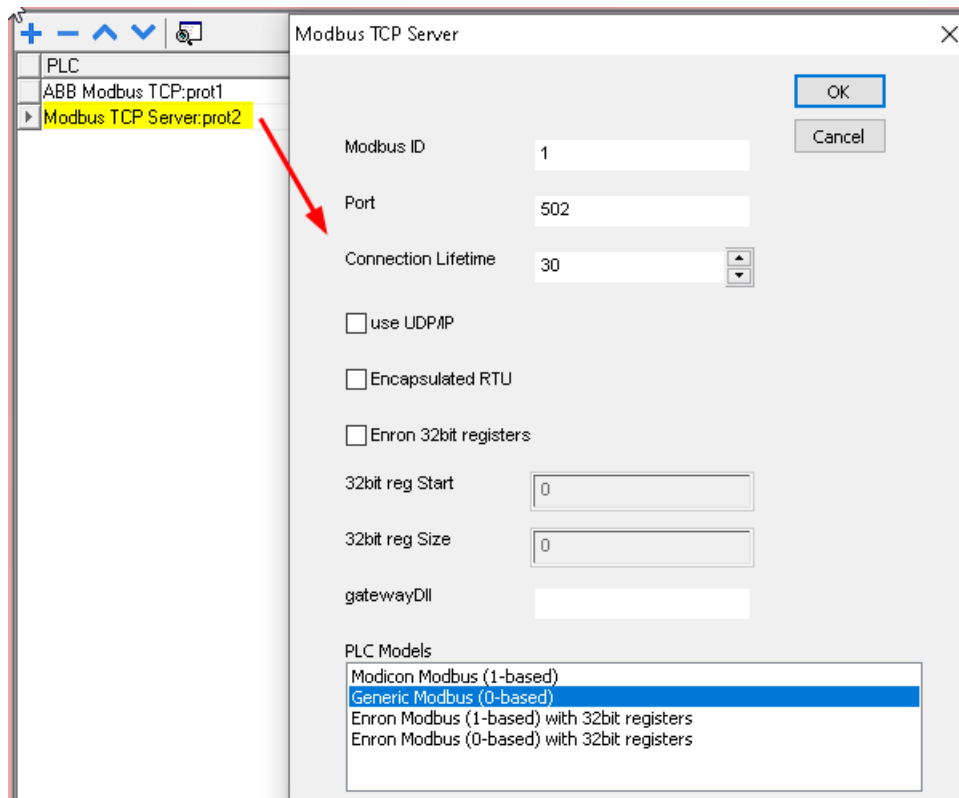 PLC
ABB Modbus TCP:prot1
Modbus TCP Server:prot2
Modbus TCP Server
OK
Cancel
Modbus ID
1
Port
502
Connection Lifetime
30
use UDP/IP
Encapsulated RTU
Enron 32bit registers
32bit reg Start
0
32bit reg Size
0
gatewayDll
PLC Models
Modicon Modbus (1-based)
Generic Modbus (0-based)
Enron Modbus (1-based) with 32bit registers
Enron Modbus (0-based) with 32bit registers